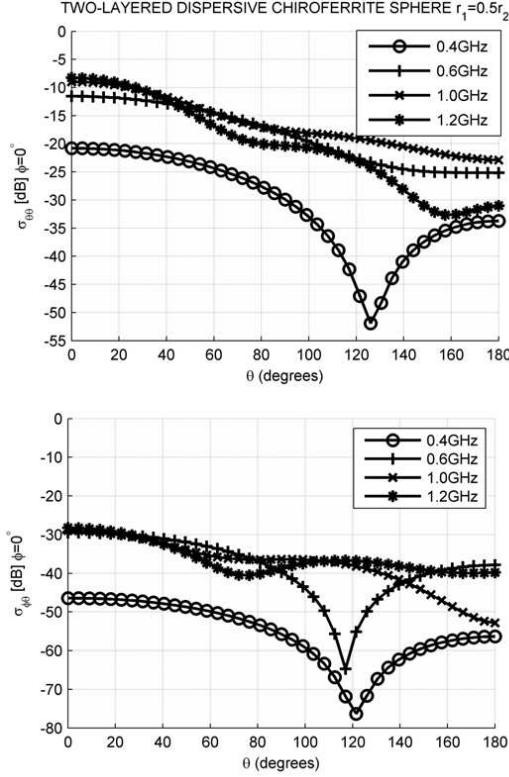 TWO-LAYERED DISPERSIVE CHIROFERRITE SPHERE r₁=0.5r₂
0
-5
-10
-15
-20
-25
-30
-35
-40
-45
-50
-55
σθθ [dB] ϕ=0°
0.4GHz
0.6GHz
1.0GHz
1.2GHz
0 20 40 60 80 100 120 140 160 180
θ (degrees)
0
-10
-20
-30
-40
-50
-60
-70
-80
σϕθ [dB] ϕ=0°
0.4GHz
0.6GHz
1.0GHz
1.2GHz
0 20 40 60 80 100 120 140 160 180
θ (degrees)